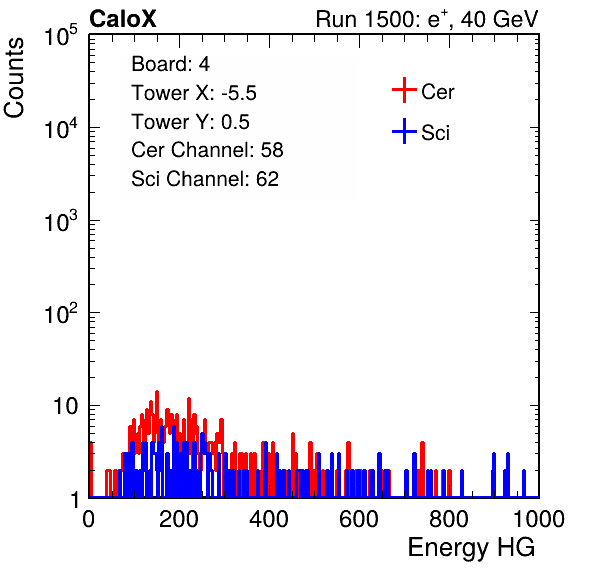 CaloX Run 1500: e⁺, 40 GeV
Counts
10⁵
10⁴
10³
10²
10
1
Board: 4
Tower X: -5.5
Tower Y: 0.5
Cer Channel: 58
Sci Channel: 62
Cer
Sci
0 200 400 600 800 1000
Energy HG